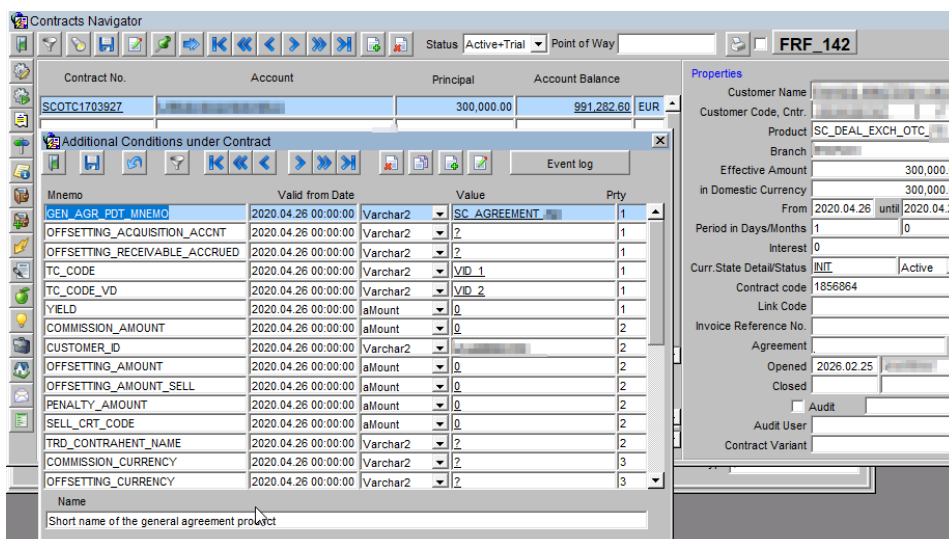 Contracts Navigator
Status Active+Trial Point of Way FRF_142
Contract No. Account Principal Account Balance
SCOTC1703927 300,000.00 991,282.60 EUR
Additional Conditions under Contract
Event log
Mnemo Valid from Date Value Prty
GEN_AGR_PDT_MNEMO 2020.04.26 00:00:00 Varchar2 SC_AGREEMENT 1
OFFSETTING_ACQUISITION_ACCNT 2020.04.26 00:00:00 Varchar2 ? 1
OFFSETTING_RECEIVABLE_ACCRUED 2020.04.26 00:00:00 Varchar2 ? 1
TC_CODE 2020.04.26 00:00:00 Varchar2 VID_1 1
TC_CODE_VD 2020.04.26 00:00:00 Varchar2 VID_2 1
YIELD 2020.04.26 00:00:00 aMount 0 1
COMMISSION_AMOUNT 2020.04.26 00:00:00 aMount 0 2
CUSTOMER_ID 2020.04.26 00:00:00 Varchar2 2
OFFSETTING_AMOUNT 2020.04.26 00:00:00 aMount 0 2
OFFSETTING_AMOUNT_SELL 2020.04.26 00:00:00 aMount 0 2
PENALTY_AMOUNT 2020.04.26 00:00:00 aMount 0 2
SELL_CRT_CODE 2020.04.26 00:00:00 aMount 0 2
TRD_CONTRAHENT_NAME 2020.04.26 00:00:00 Varchar2 ? 2
COMMISSION_CURRENCY 2020.04.26 00:00:00 Varchar2 ? 3
OFFSETTING_CURRENCY 2020.04.26 00:00:00 Varchar2 ? 3
Name
Short name of the general agreement product
Properties
Customer Name
Customer Code, Cntr.
Product SC_DEAL_EXCH_OTC_
Branch
Effective Amount 300,000.
in Domestic Currency 300,000.
From 2020.04.26 until 2020.04.
Period in Days/Months 1 0
Interest 0
Curr.State Detail/Status INIT Active
Contract code 1856864
Link Code
Invoice Reference No.
Agreement
Opened 2026.02.25
Closed
Audit
Audit User
Contract Variant